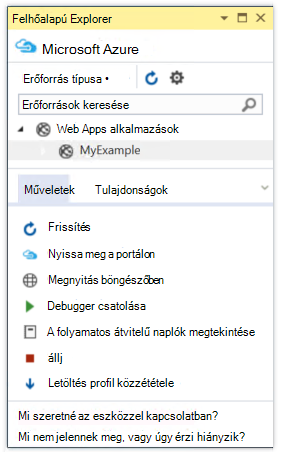 Felhőalapú Explorer
Microsoft Azure
Erőforrás típusa •
Erőforrások keresése
Web Apps alkalmazások
MyExample
Műveletek Tulajdonságok
Frissítés
Nyissa meg a portálon
Megnyitás böngészőben
Debugger csatolása
A folyamatos átvitelű naplók megtekintése
állj
Letöltés profil közzététele
Mi szeretné az eszközzel kapcsolatban?
Mi nem jelennek meg, vagy úgy érzi hiányzik?